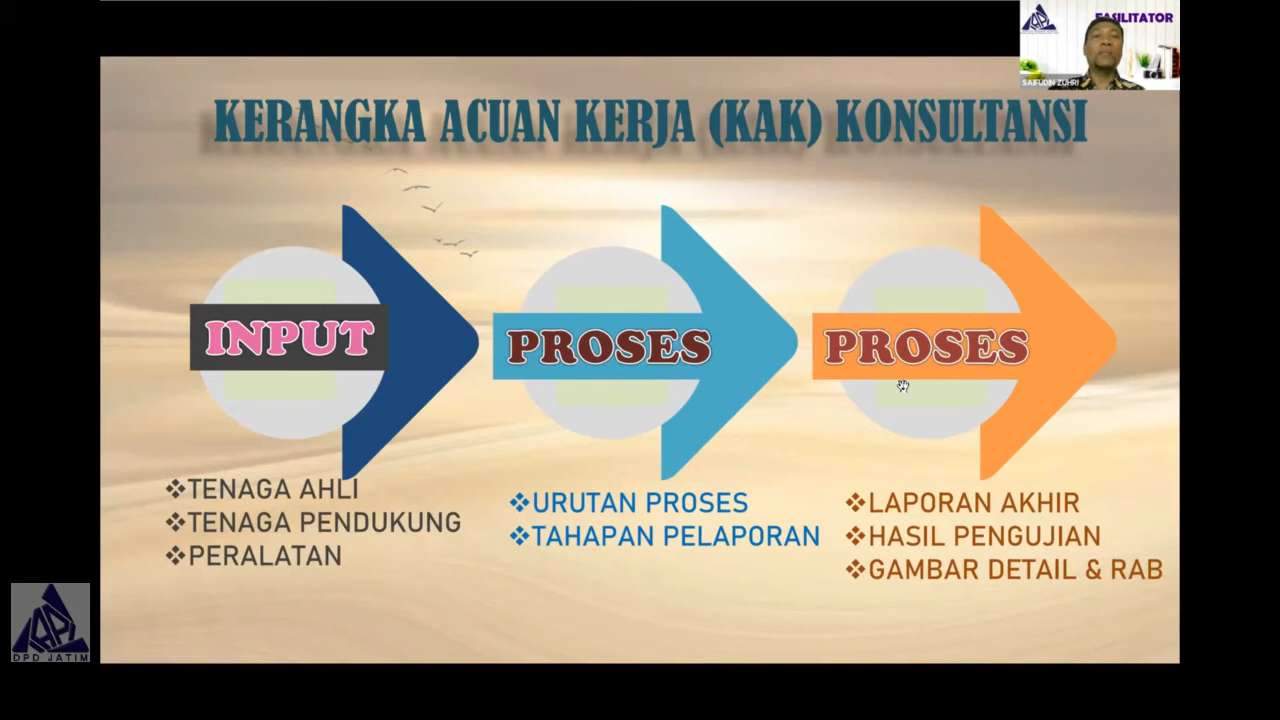 FASILITATOR
SAIFUDIN ZUHRI
KERANGKA ACUAN KERJA (KAK) KONSULTANSI
INPUT
PROSES
PROSES
❖TENAGA AHLI
❖TENAGA PENDUKUNG
❖PERALATAN
❖URUTAN PROSES
❖TAHAPAN PELAPORAN
❖LAPORAN AKHIR
❖HASIL PENGUJIAN
❖GAMBAR DETAIL & RAB
DPD JATIM